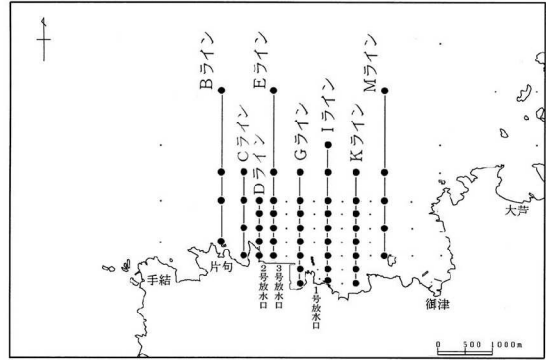 Bライン
Cライン
Dライン
Eライン
Gライン
Iライン
Kライン
Mライン
大芦
片句
手結
御津
2号放水口
3号放水口
1号放水口
0 500 1000m